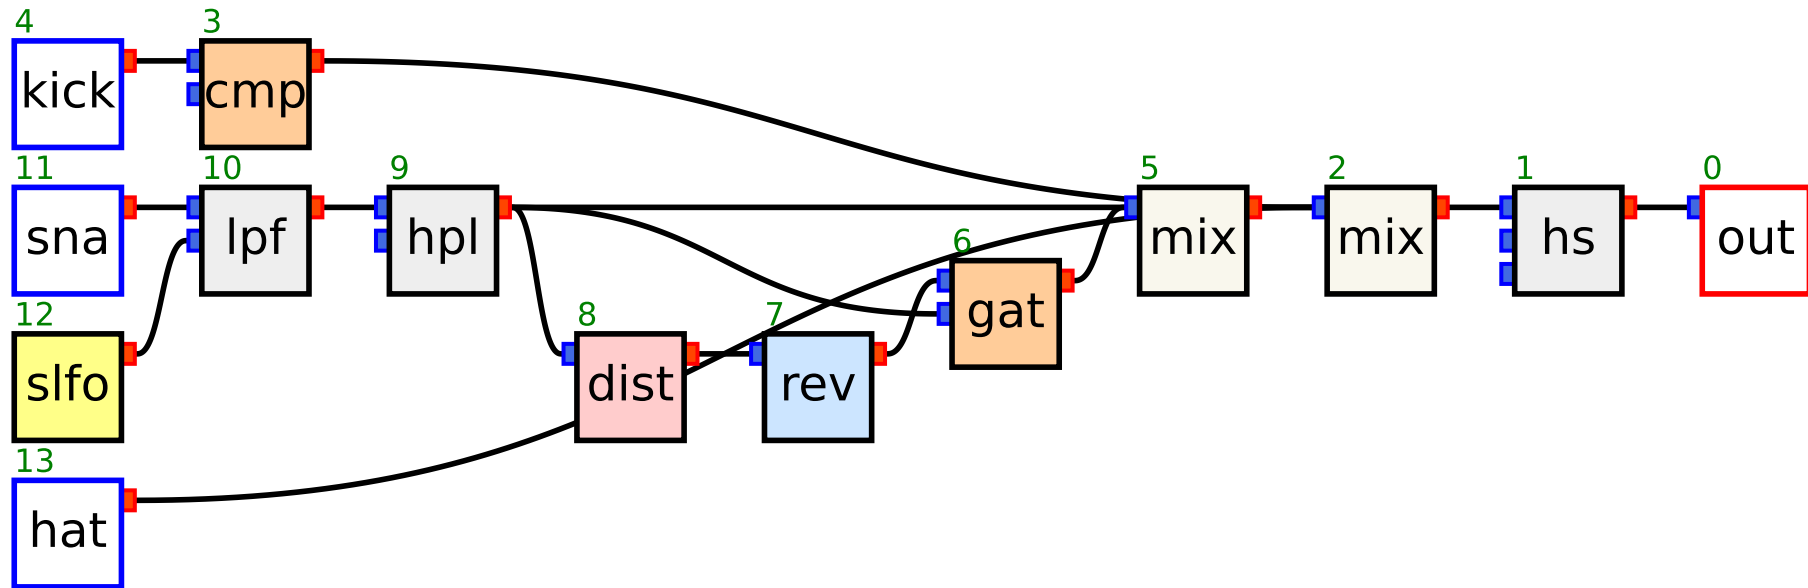 4
kick
3
cmp
11
sna
10
lpf
9
hpl
5
mix
2
mix
1
hs
0
out
12
slfo
8
dist
7
rev
6
gat
13
hat